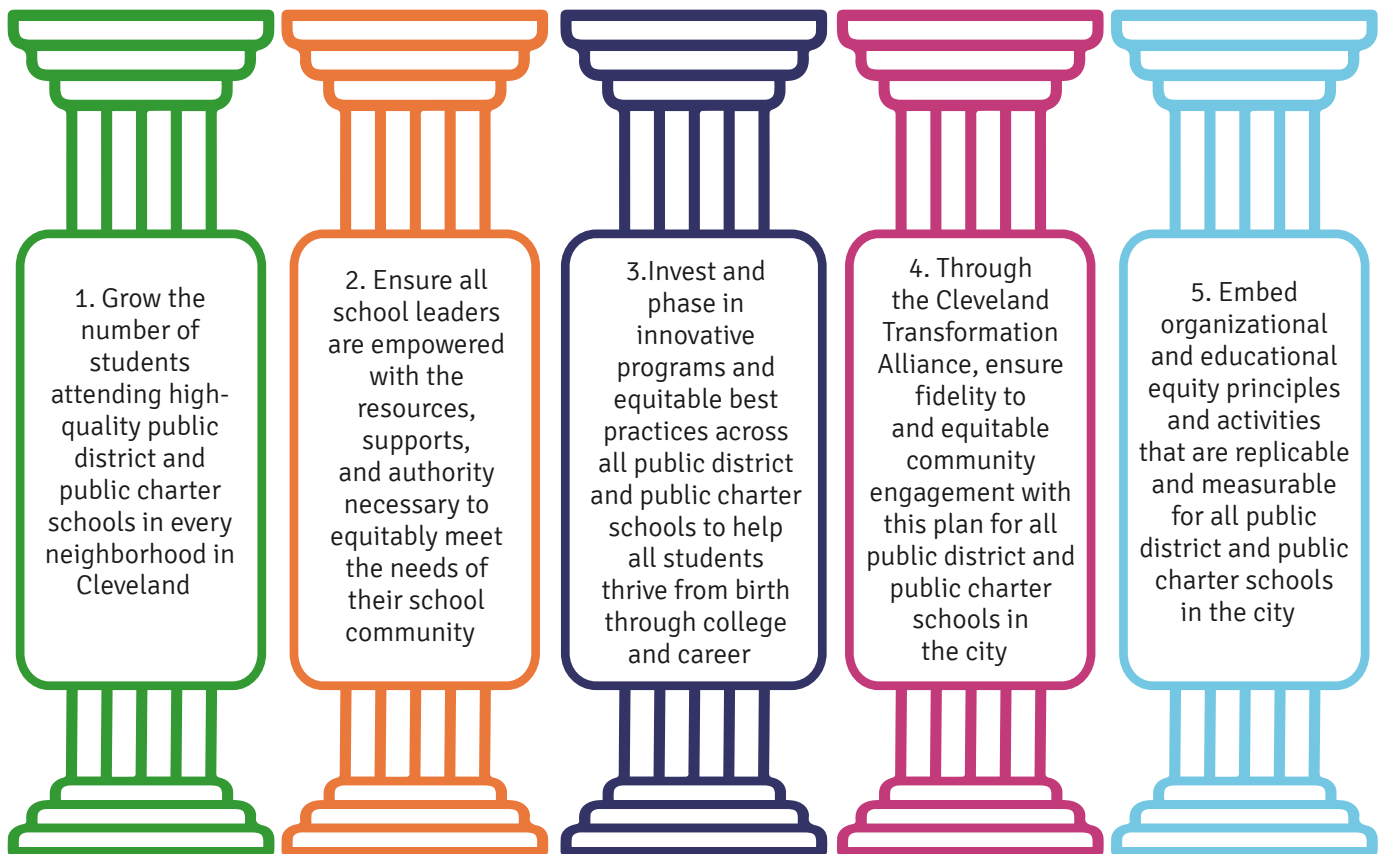 1. Grow the
number of
students
attending high-
quality public
district and
public charter
schools in every
neighborhood in
Cleveland
2. Ensure all
school leaders
are empowered
with the
resources,
supports,
and authority
necessary to
equitably meet
the needs of
their school
community
3.Invest and
phase in
innovative
programs and
equitable best
practices across
all public district
and public charter
schools to help
all students
thrive from birth
through college
and career
4. Through
the Cleveland
Transformation
Alliance, ensure
fidelity to
and equitable
community
engagement with
this plan for all
public district and
public charter
schools in
the city
5. Embed
organizational
and educational
equity principles
and activities
that are replicable
and measurable
for all public
district and public
charter schools
in the city